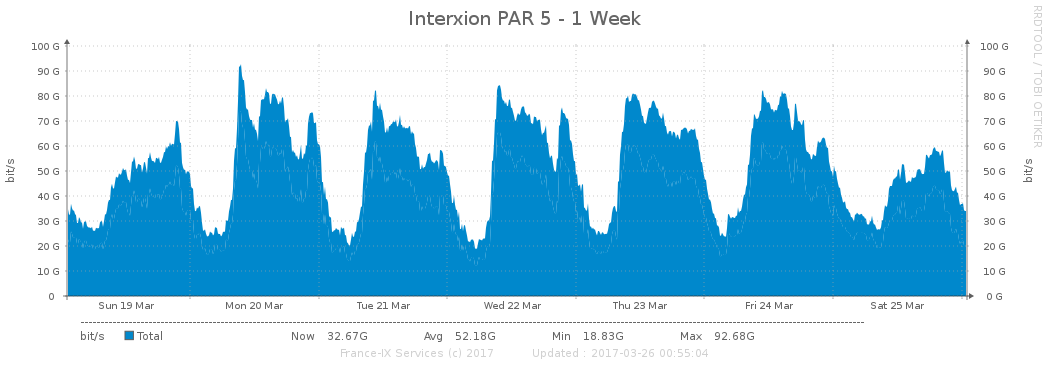 Interxion PAR 5 - 1 Week
RRDTOOL / TOBI OETIKER
bit/s
bit/s
100 G 100 G
90 G 90 G
80 G 80 G
70 G 70 G
60 G 60 G
50 G 50 G
40 G 40 G
30 G 30 G
20 G 20 G
10 G 10 G
0 0 G
Sun 19 Mar Mon 20 Mar Tue 21 Mar Wed 22 Mar Thu 23 Mar Fri 24 Mar Sat 25 Mar
bit/s Total Now 32.67G Avg 52.18G Min 18.83G Max 92.68G
France-IX Services (c) 2017 Updated : 2017-03-26 00:55:04